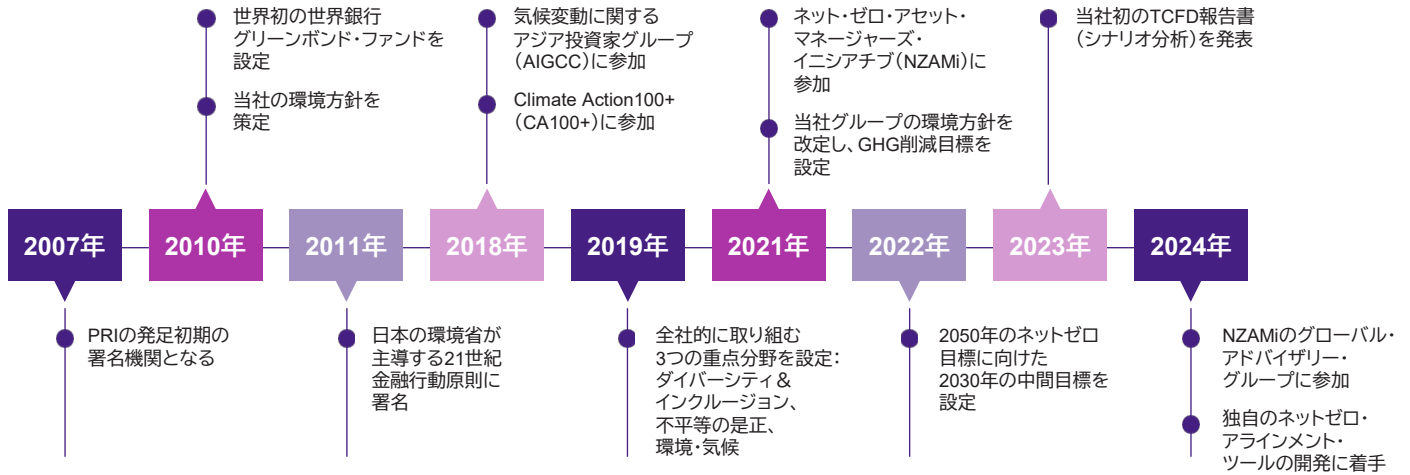 世界初の世界銀行
グリーンボンド・ファンドを
設定
当社の環境方針を
策定
気候変動に関する
アジア投資家グループ
（AIGCC）に参加
Climate Action100+
（CA100+）に参加
ネット・ゼロ・アセット・
マネージャーズ・
イニシアチブ（NZAMi）に
参加
当社グループの環境方針を
改定し、GHG削減目標を
設定
当社初のTCFD報告書
（シナリオ分析）を発表
2007年
2010年
2011年
2018年
2019年
2021年
2022年
2023年
2024年
PRIの発足初期の
署名機関となる
日本の環境省が
主導する21世紀
金融行動原則に
署名
全社的に取り組む
3つの重点分野を設定：
ダイバーシティ＆
インクルージョン、
不平等の是正、
環境・気候
2050年のネットゼロ
目標に向けた
2030年の中間目標を
設定
NZAMiのグローバル・
アドバイザリー・
グループに参加
独自のネットゼロ・
アラインメント・
ツールの開発に着手